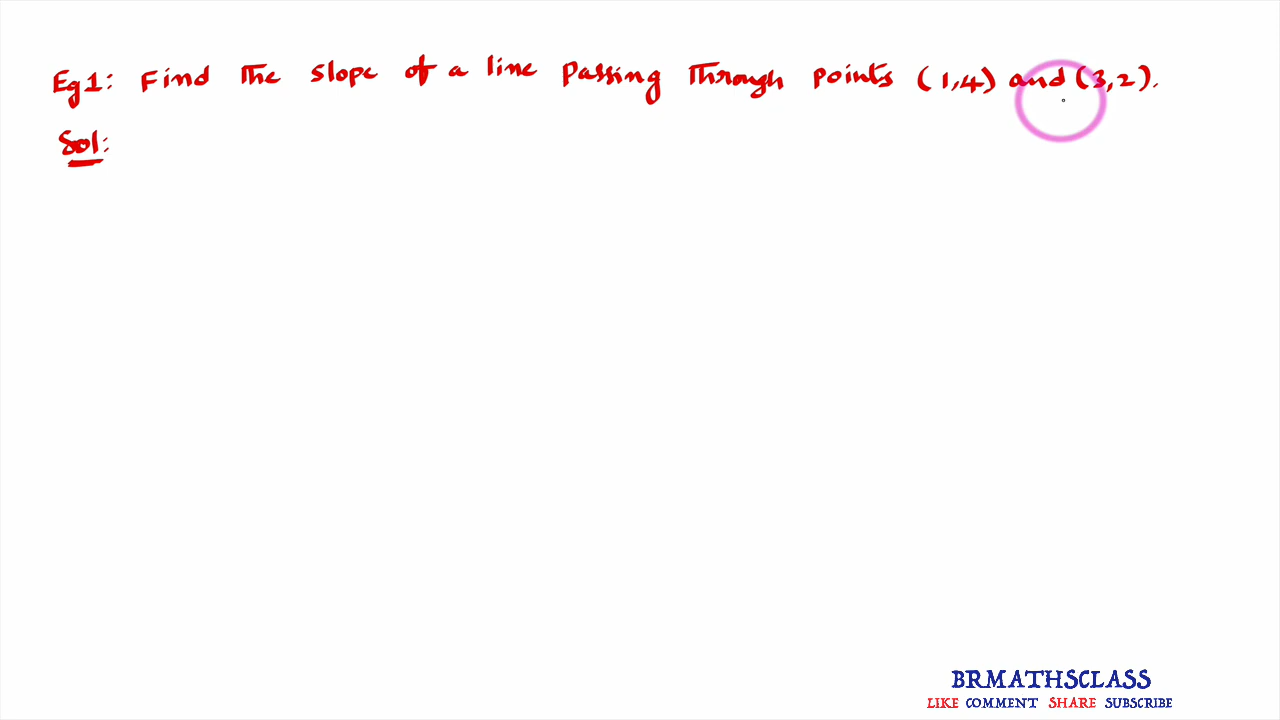 Eg1: Find the slope of a line passing through points (1,4) and (3,2).
Sol:
BRMATHSCLASS
LIKE COMMENT SHARE SUBSCRIBE